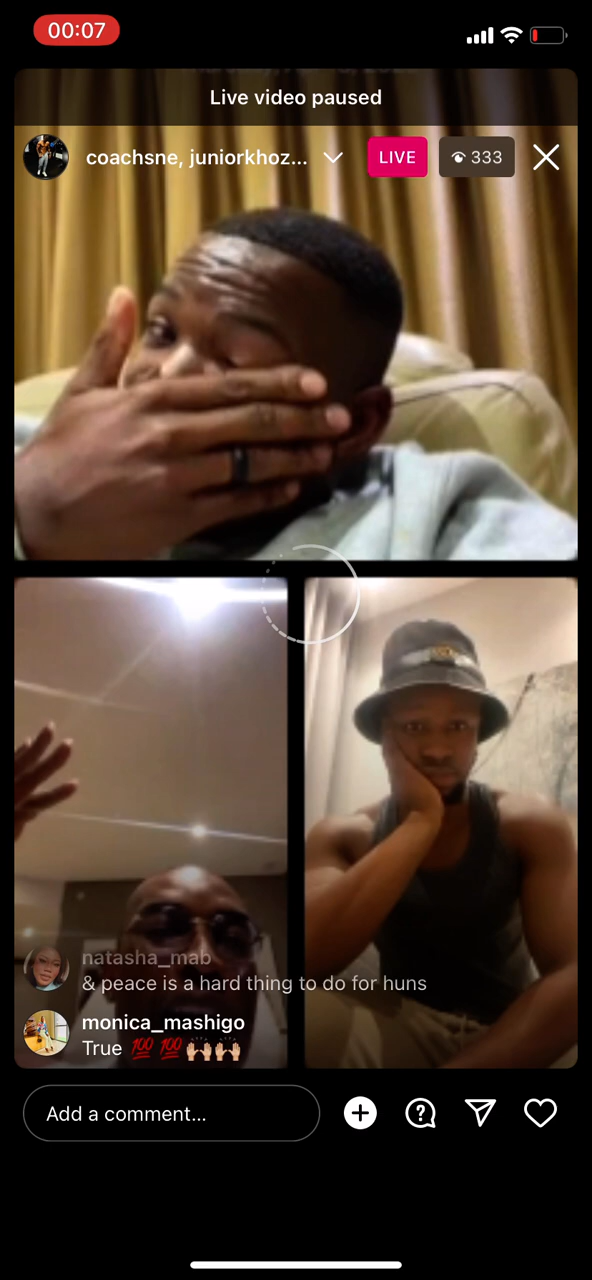 00:07
Live video paused
coachsne, juniorkhoz...
LIVE
333
natasha_mab
& peace is a hard thing to do for huns
monica_mashigo
True 💯 💯🙌🏼🙌🏼
Add a comment...